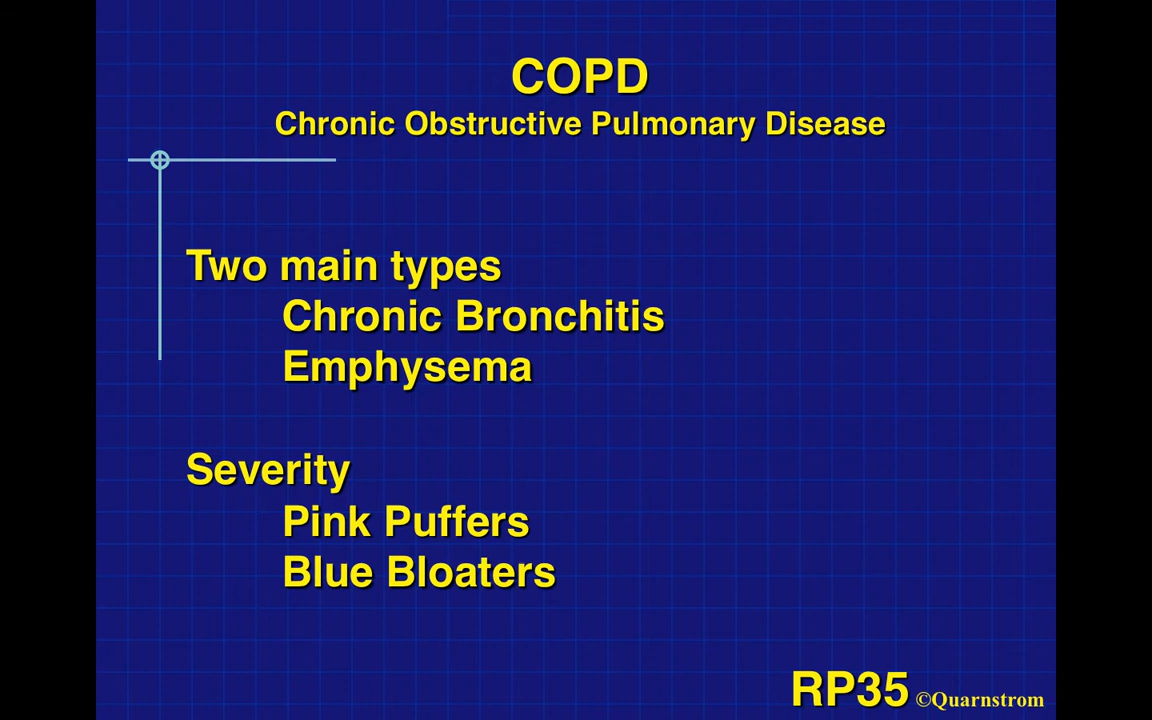 COPD
Chronic Obstructive Pulmonary Disease
Two main types
Chronic Bronchitis
Emphysema
Severity
Pink Puffers
Blue Bloaters
RP35 ©Quarnstrom